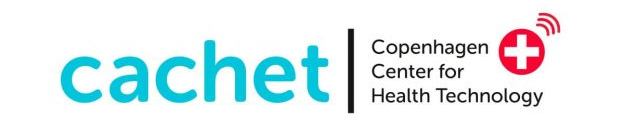 cachet
Copenhagen
Center for
Health Technology